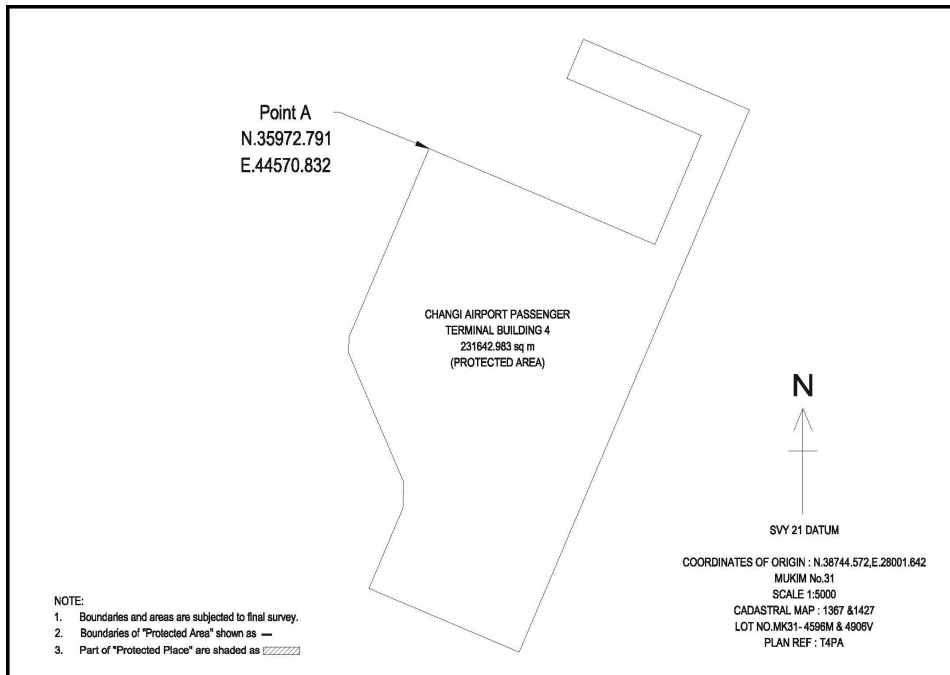 Point A
N.35972.791
E.44570.832
CHANGI AIRPORT PASSENGER
TERMINAL BUILDING 4
231642.983 sq m
(PROTECTED AREA)
N
SVY 21 DATUM
COORDINATES OF ORIGIN : N.38744.572,E.28001.642
MUKIM No.31
SCALE 1:5000
CADASTRAL MAP : 1367 &1427
LOT NO.MK31- 4596M & 4906V
PLAN REF : T4PA
NOTE:
1. Boundaries and areas are subjected to final survey.
2. Boundaries of "Protected Area" shown as —
3. Part of "Protected Place" are shaded as